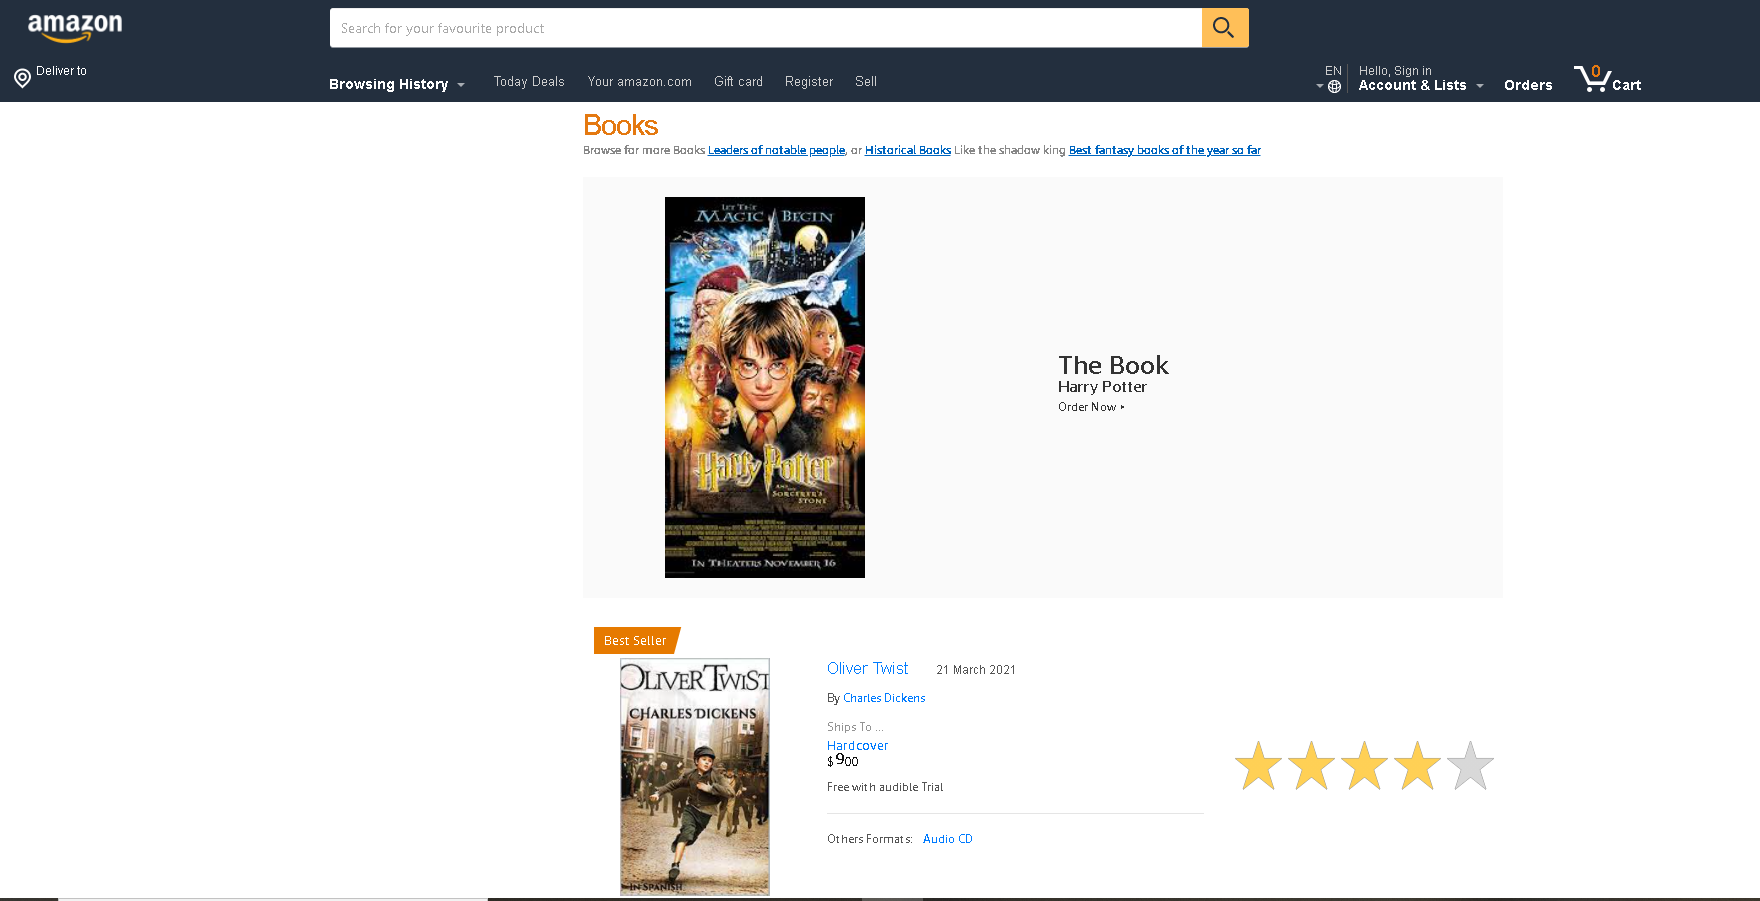 amazon
Search for your favourite product
Deliver to
Browsing History
Today Deals
Your amazon.com
Gift card
Register
Sell
EN
Hello, Sign in
Account & Lists
Orders
0
Cart
Books
Browse for more Books Leaders of notable people, or Historical Books Like the shadow king Best fantasy books of the year so far
LET THE
MAGIC BEGIN
Harry Potter
AND THE
SORCERER'S
STONE
IN THEATERS NOVEMBER 16
The Book
Harry Potter
Order Now
Best Seller
OLIVER TWIST
CHARLES DICKENS
IN SPANISH
Oliver Twist
21 March 2021
By Charles Dickens
Ships To ...
Hardcover
$ 900
Free with audible Trial
Others Formats: Audio CD